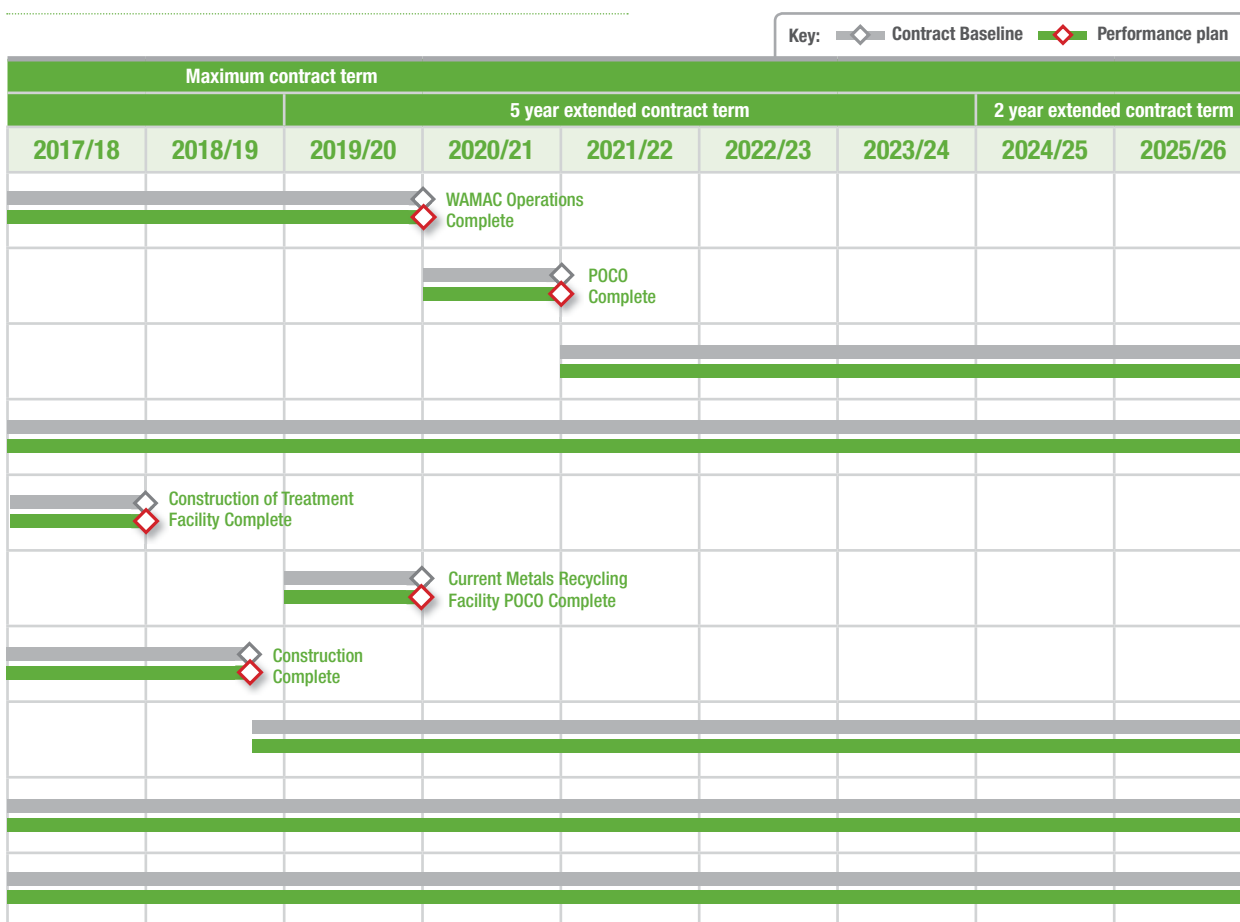 Key: Contract Baseline Performance plan
Maximum contract term
5 year extended contract term 2 year extended contract term
2017/18 2018/19 2019/20 2020/21 2021/22 2022/23 2023/24 2024/25 2025/26
WAMAC Operations
Complete
POCO
Complete
Construction of Treatment
Facility Complete
Current Metals Recycling
Facility POCO Complete
Construction
Complete